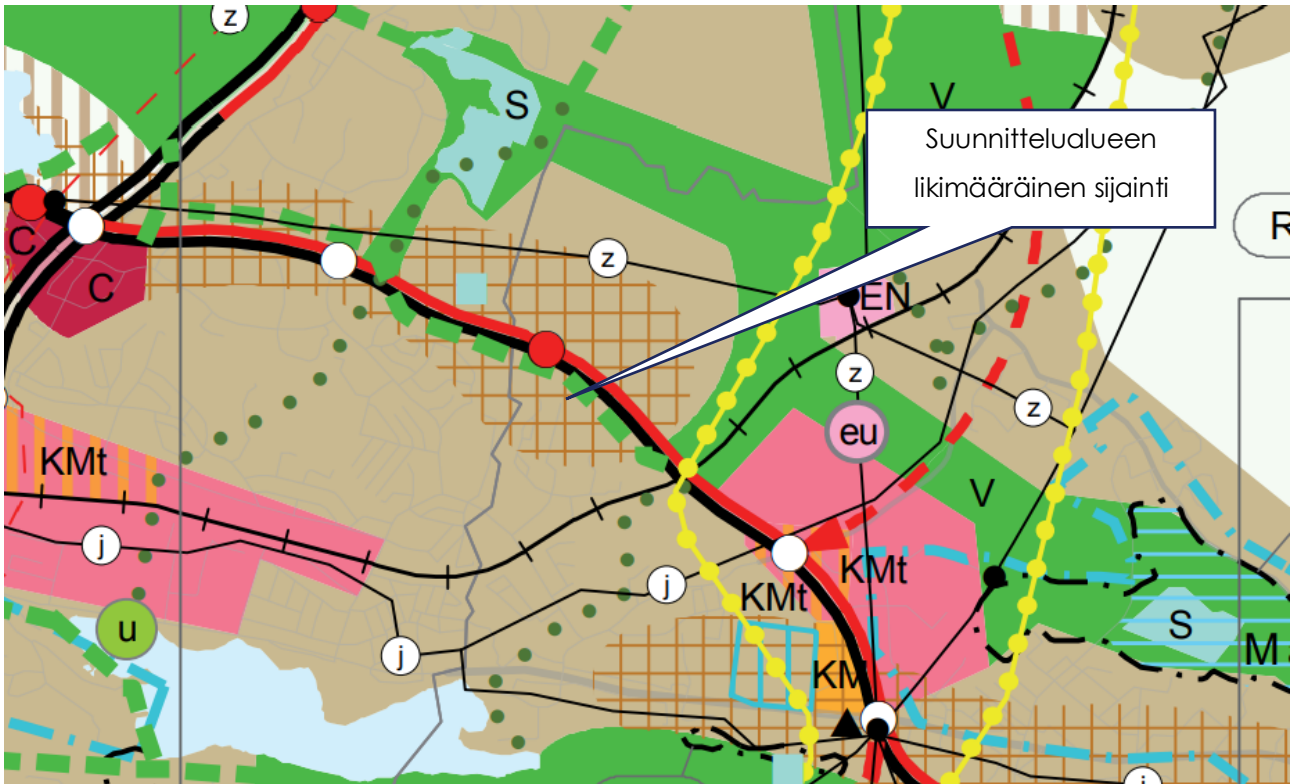 z
S
V
Suunnittelualueen
likimääräinen sijainti
R
C
C
z
EN
z
z
eu
KMt
V
j
j
KMt
KMt
u
j
S
KM
M
j